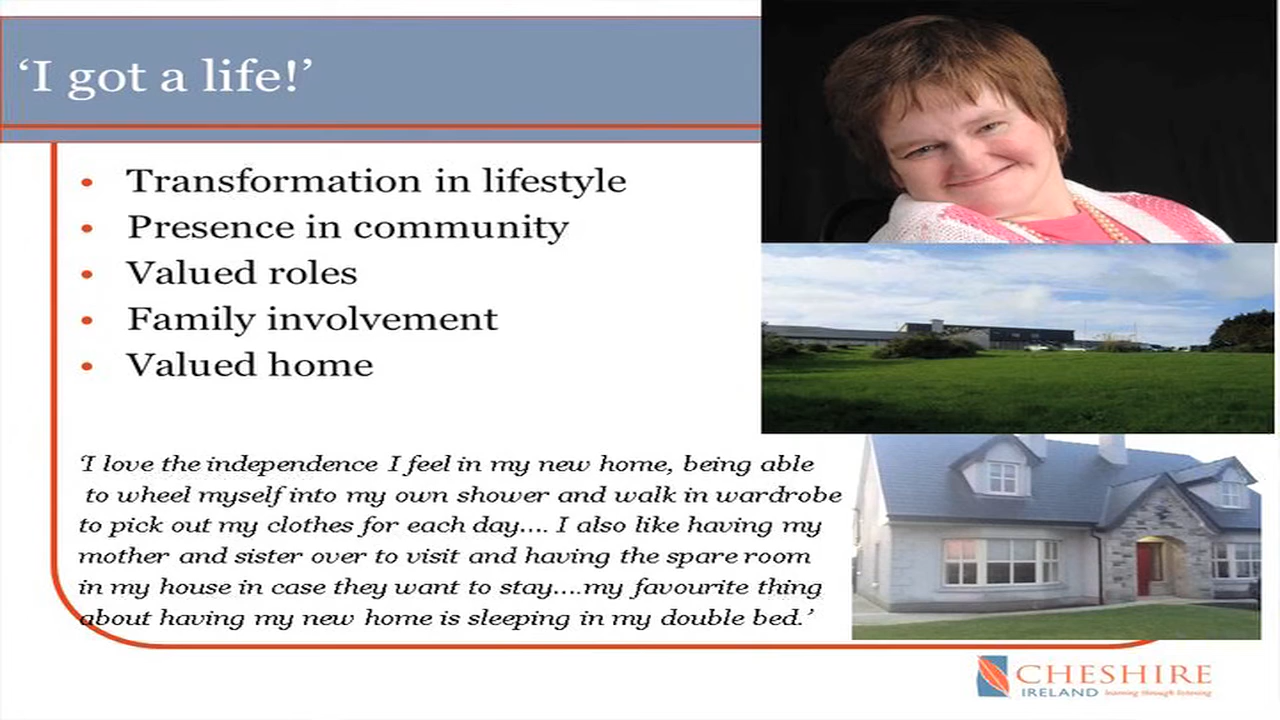 ‘I got a life!’
• Transformation in lifestyle
• Presence in community
• Valued roles
• Family involvement
• Valued home
‘I love the independence I feel in my new home, being able
to wheel myself into my own shower and walk in wardrobe
to pick out my clothes for each day.... I also like having my
mother and sister over to visit and having the spare room
in my house in case they want to stay....my favourite thing
about having my new home is sleeping in my double bed.’
CHESHIRE
IRELAND learning through listening